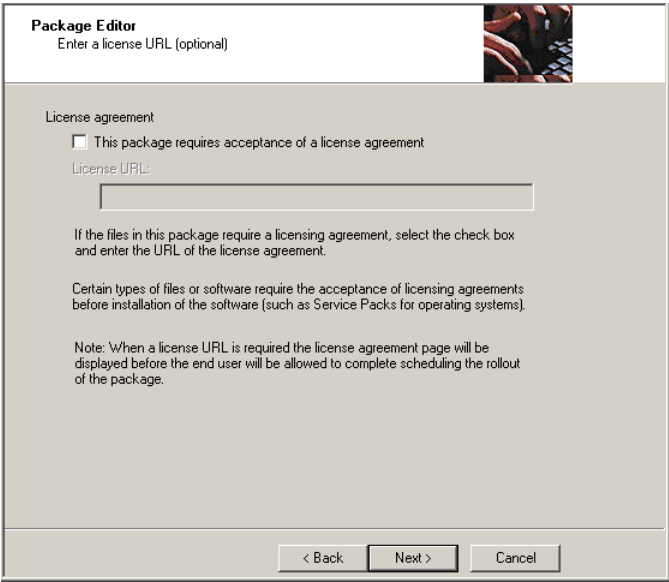 Package Editor
Enter a license URL (optional)
License agreement
This package requires acceptance of a license agreement
License URL:
If the files in this package require a licensing agreement, select the check box
and enter the URL of the license agreement.
Certain types of files or software require the acceptance of licensing agreements
before installation of the software (such as Service Packs for operating systems).
Note: When a license URL is required the license agreement page will be
displayed before the end user will be allowed to complete scheduling the rollout
of the package.
< Back Next > Cancel